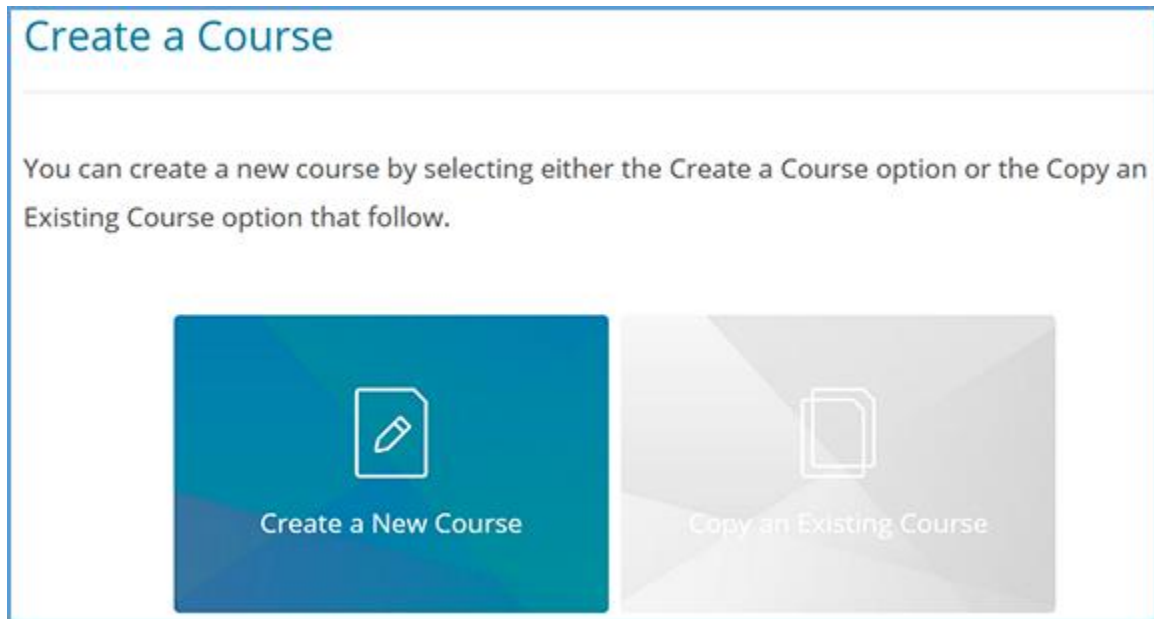 Create a Course
You can create a new course by selecting either the Create a Course option or the Copy an
Existing Course option that follow.
Create a New Course
Copy an Existing Course